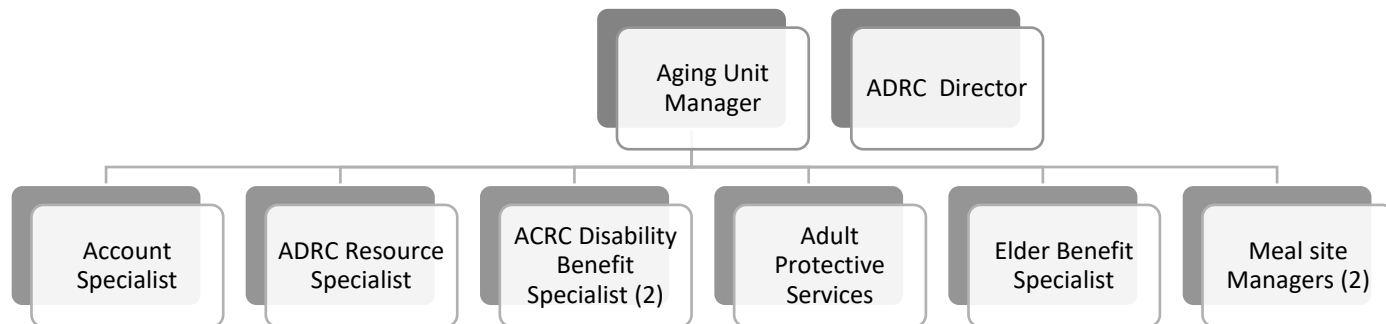 Aging Unit
Manager
ADRC  Director
Account
Specialist
ADRC Resource
Specialist
ACRC Disability
Benefit
Specialist (2)
Adult
Protective
Services
Elder Benefit
Specialist
Meal site
Managers (2)